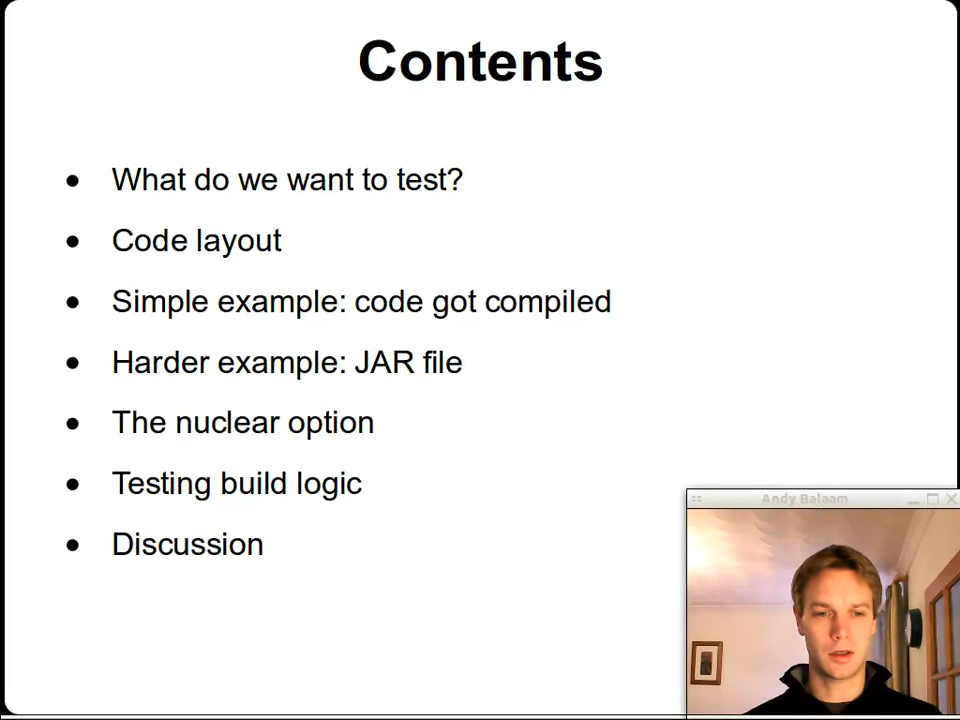 Contents
What do we want to test?
Code layout
Simple example: code got compiled
Harder example: JAR file
The nuclear option
Testing build logic
Discussion
Andy Balaam